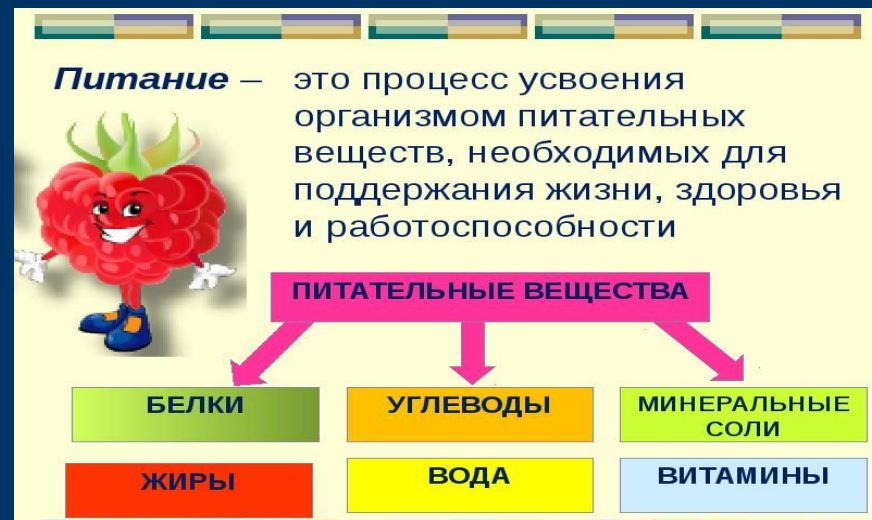 Питание – это процесс усвоения
организмом питательных
веществ, необходимых для
поддержания жизни, здоровья
и работоспособности
ПИТАТЕЛЬНЫЕ ВЕЩЕСТВА
БЕЛКИ
УГЛЕВОДЫ
МИНЕРАЛЬНЫЕ
СОЛИ
ЖИРЫ
ВОДА
ВИТАМИНЫ